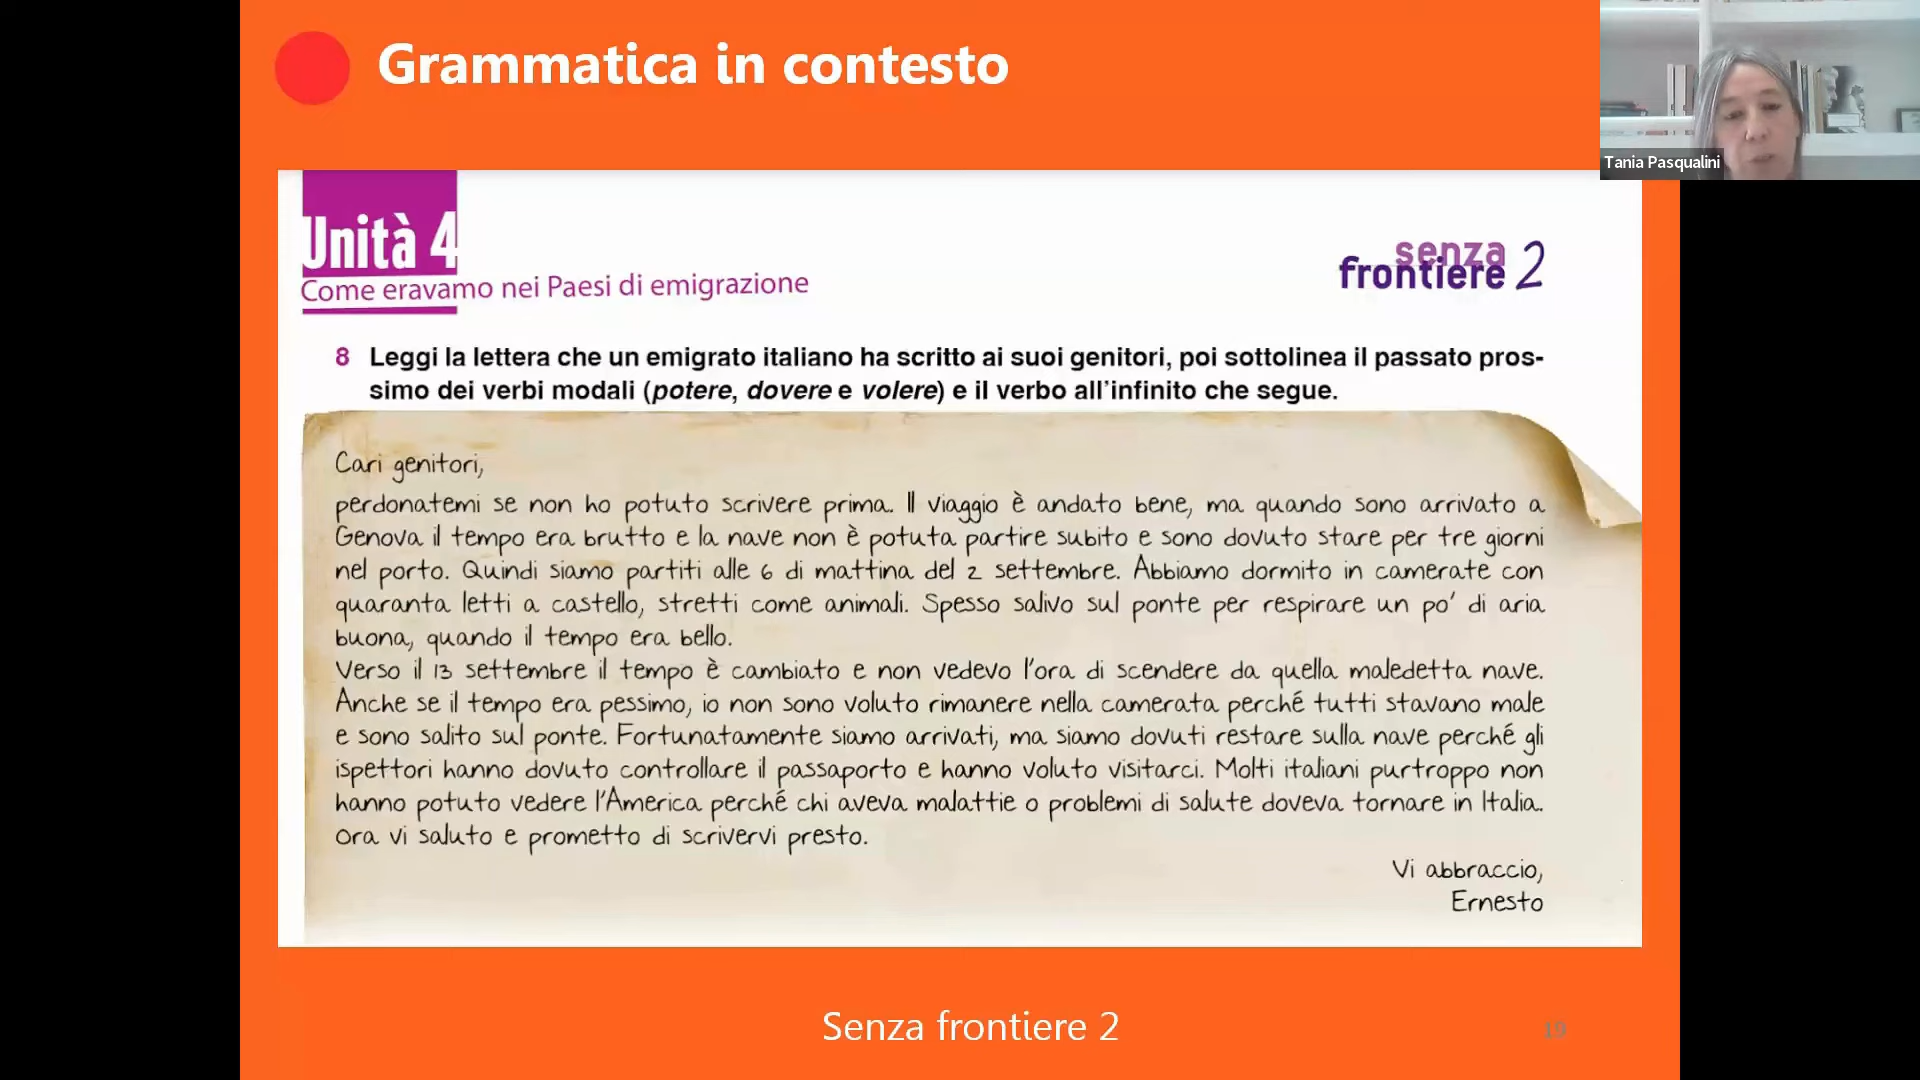 Grammatica in contesto
Tania Pasqualini
Unità 4
Come eravamo nei Paesi di emigrazione
senza
frontiere 2
8 Leggi la lettera che un emigrato italiano ha scritto ai suoi genitori, poi sottolinea il passato pros-
simo dei verbi modali (potere, dovere e volere) e il verbo all'infinito che segue.
Cari genitori,
perdonatemi se non ho potuto scrivere prima. Il viaggio è andato bene, ma quando sono arrivato a
Genova il tempo era brutto e la nave non è potuta partire subito e sono dovuto stare per tre giorni
nel porto. Quindi siamo partiti alle 6 di mattina del 2 settembre. Abbiamo dormito in camerate con
quaranta letti a castello, stretti come animali. Spesso salivo sul ponte per respirare un po' di aria
buona, quando il tempo era bello.
Verso il 13 settembre il tempo è cambiato e non vedevo l'ora di scendere da quella maledetta nave.
Anche se il tempo era pessimo, io non sono voluto rimanere nella camerata perché tutti stavano male
e sono salito sul ponte. Fortunatamente siamo arrivati, ma siamo dovuti restare sulla nave perché gli
ispettori hanno dovuto controllare il passaporto e hanno voluto visitarci. Molti italiani purtroppo non
hanno potuto vedere l'America perché chi aveva malattie o problemi di salute doveva tornare in Italia.
Ora vi saluto e prometto di scrivervi presto.
Vi abbraccio,
Ernesto
Senza frontiere 2
19